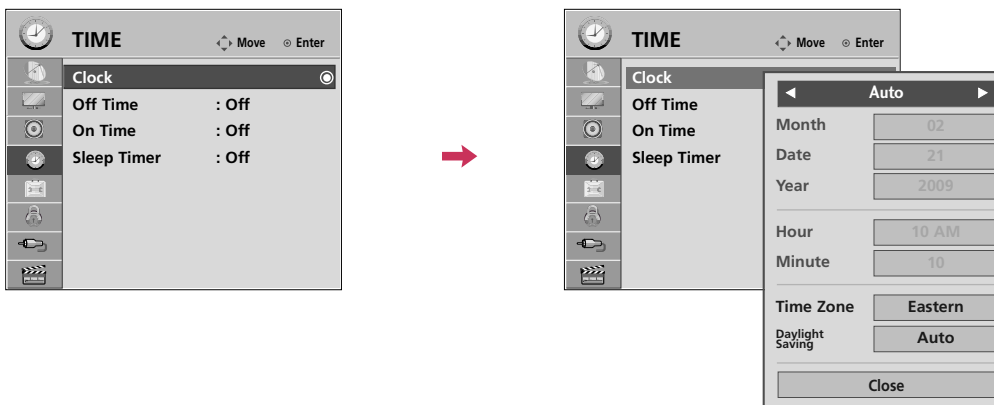 TIME
Move Enter
Clock
Off Time : Off
On Time : Off
Sleep Timer : Off
TIME
Move Enter
Clock
Off Time
On Time
Sleep Timer
Auto
Month 02
Date 21
Year 2009
Hour 10 AM
Minute 10
Time Zone Eastern
Daylight
Saving Auto
Close